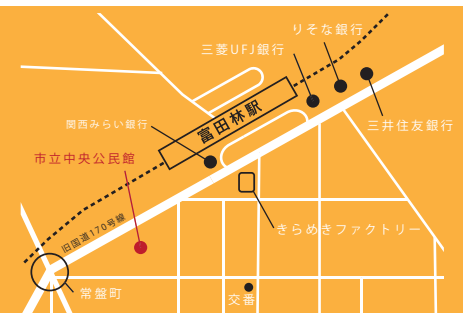 りそな銀行
三菱UFJ銀行
富田林駅
関西みらい銀行
三井住友銀行
市立中央公民館
旧国道170号線
きらめきファクトリー
常盤町
交番